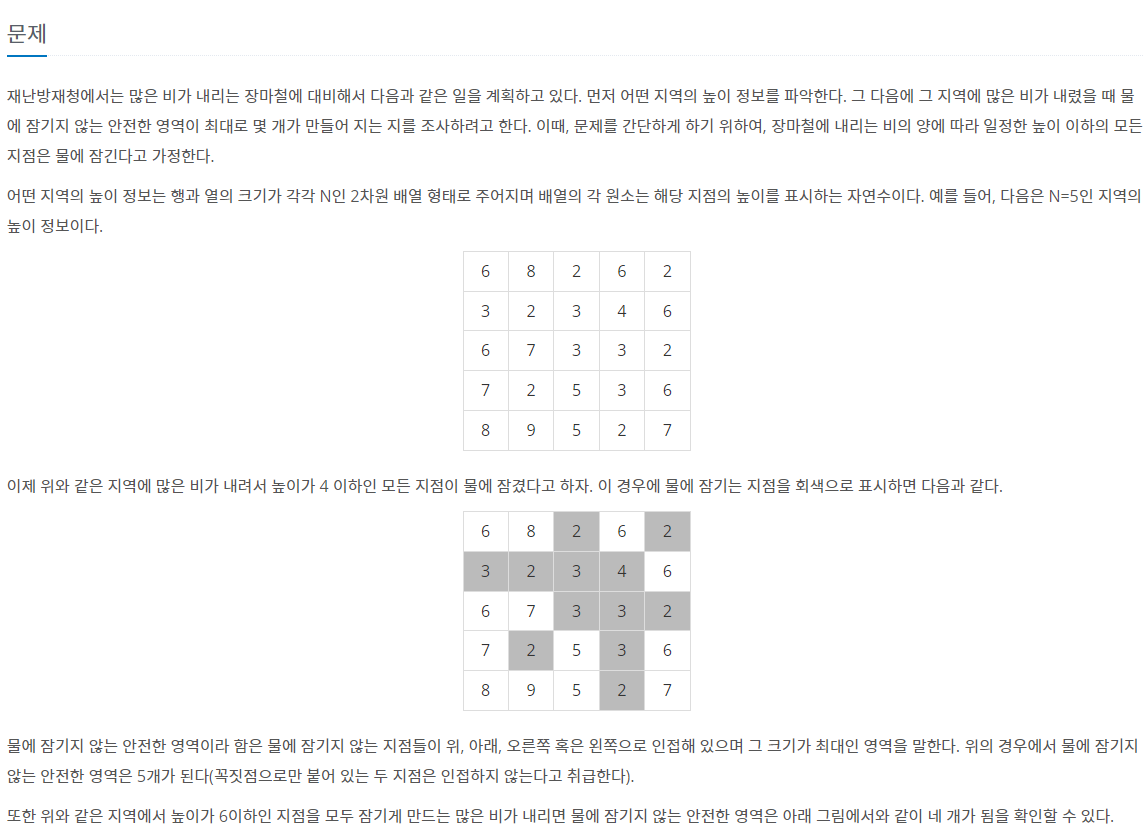 문제
재난방재청에서는 많은 비가 내리는 장마철에 대비해서 다음과 같은 일을 계획하고 있다. 먼저 어떤 지역의 높이 정보를 파악한다. 그 다음에 그 지역에 많은 비가 내렸을 때 물
에 잠기지 않는 안전한 영역이 최대로 몇 개가 만들어 지는 지를 조사하려고 한다. 이때, 문제를 간단하게 하기 위하여, 장마철에 내리는 비의 양에 따라 일정한 높이 이하의 모든
지점은 물에 잠긴다고 가정한다.
어떤 지역의 높이 정보는 행과 열의 크기가 각각 N인 2차원 배열 형태로 주어지며 배열의 각 원소는 해당 지점의 높이를 표시하는 자연수이다. 예를 들어, 다음은 N=5인 지역의
높이 정보이다.
6 8 2 6 2
3 2 3 4 6
6 7 3 3 2
7 2 5 3 6
8 9 5 2 7
이제 위와 같은 지역에 많은 비가 내려서 높이가 4 이하인 모든 지점이 물에 잠겼다고 하자. 이 경우에 물에 잠기는 지점을 회색으로 표시하면 다음과 같다.
6 8 2 6 2
3 2 3 4 6
6 7 3 3 2
7 2 5 3 6
8 9 5 2 7
물에 잠기지 않는 안전한 영역이라 함은 물에 잠기지 않는 지점들이 위, 아래, 오른쪽 혹은 왼쪽으로 인접해 있으며 그 크기가 최대인 영역을 말한다. 위의 경우에서 물에 잠기지
않는 안전한 영역은 5개가 된다(꼭짓점으로만 붙어 있는 두 지점은 인접하지 않는다고 취급한다).
또한 위와 같은 지역에서 높이가 6이하인 지점을 모두 잠기게 만드는 많은 비가 내리면 물에 잠기지 않는 안전한 영역은 아래 그림에서와 같이 네 개가 됨을 확인할 수 있다.